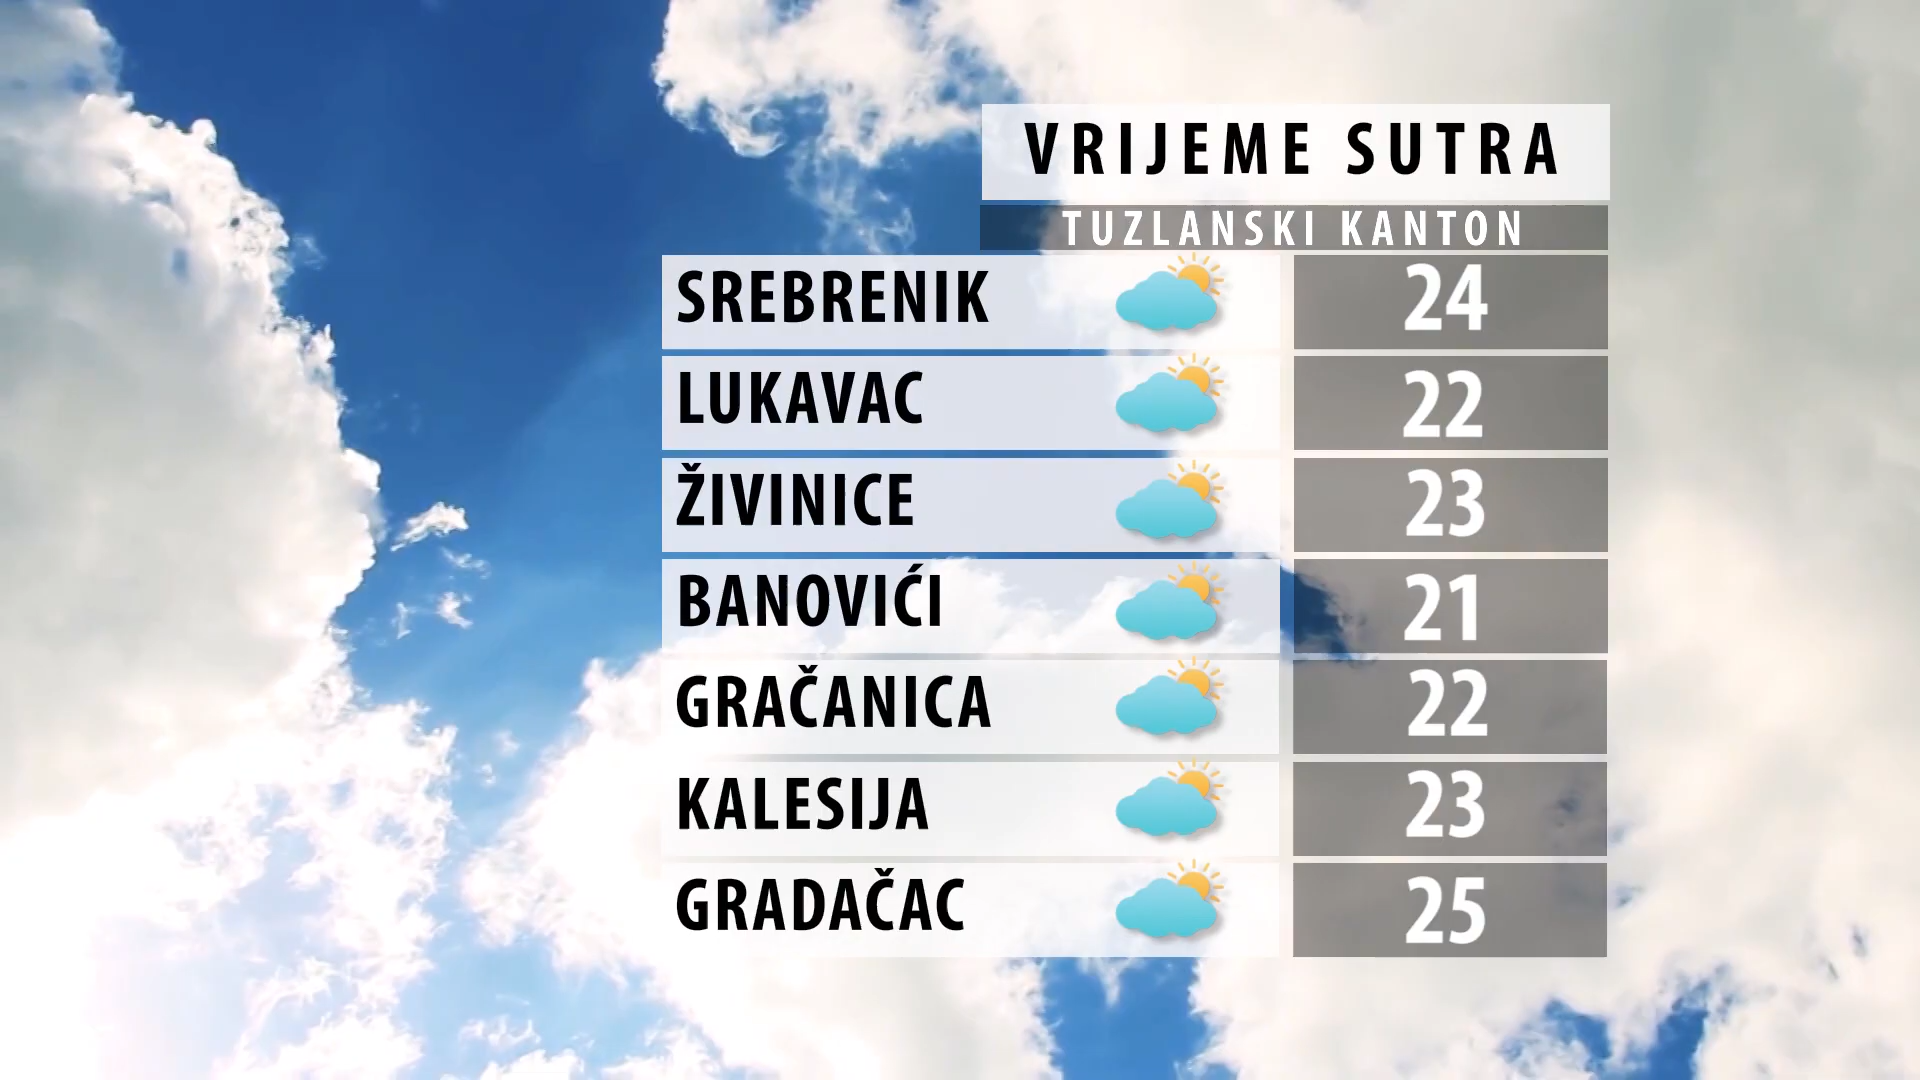 VRIJEME SUTRA
TUZLANSKI KANTON
SREBRENIK 24
LUKAVAC 22
ŽIVINICE 23
BANOVIĆI 21
GRAČANICA 22
KALESIJA 23
GRADAČAC 25